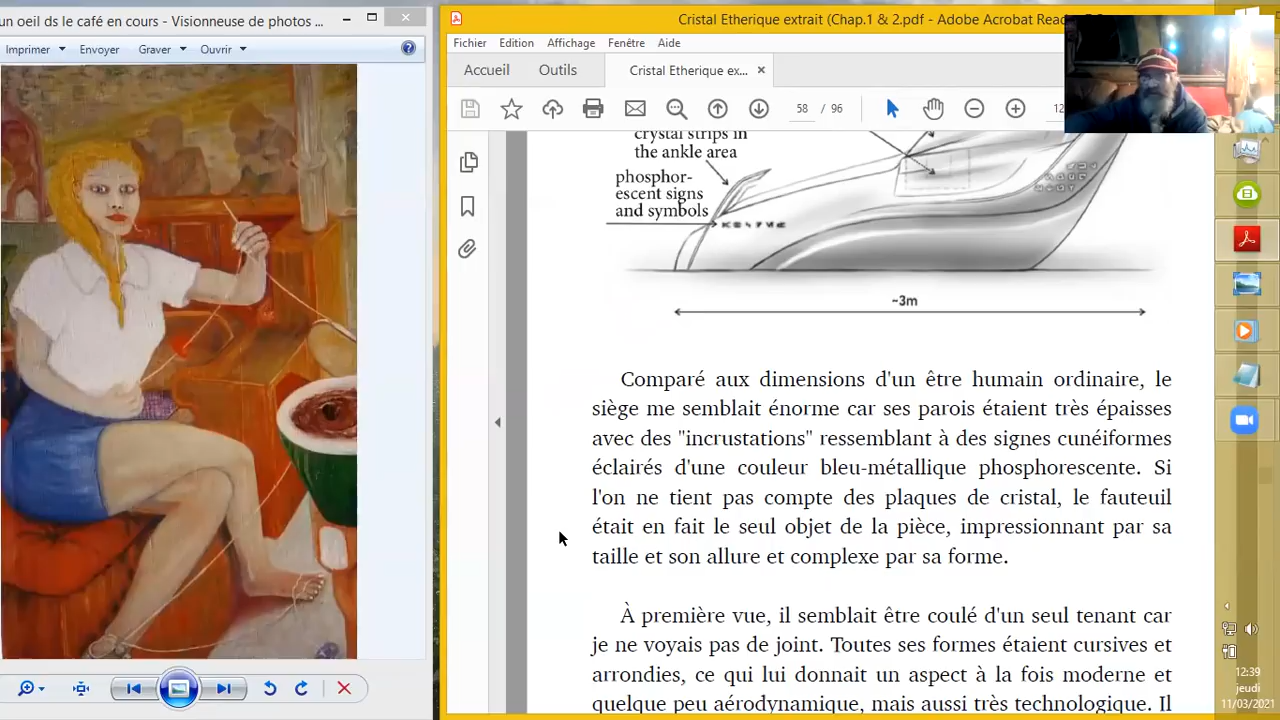 un oeil ds le café en cours - Visionneuse de photos ...
Imprimer
Envoyer
Graver
Ouvrir
Cristal Etherique extrait (Chap.1 & 2.pdf - Adobe Acrobat Rea
Fichier Edition Affichage Fenêtre Aide
Accueil
Outils
Cristal Etherique ex...
58 / 96
12
crystal strips in
the ankle area
phosphor-
escent signs
and symbols
~3m
Comparé aux dimensions d'un être humain ordinaire, le
siège me semblait énorme car ses parois étaient très épaisses
avec des "incrustations" ressemblant à des signes cunéiformes
éclairés d'une couleur bleu-métallique phosphorescente. Si
l'on ne tient pas compte des plaques de cristal, le fauteuil
était en fait le seul objet de la pièce, impressionnant par sa
taille et son allure et complexe par sa forme.
À première vue, il semblait être coulé d'un seul tenant car
je ne voyais pas de joint. Toutes ses formes étaient cursives et
arrondies, ce qui lui donnait un aspect à la fois moderne et
quelque peu aérodynamique, mais aussi très technologique. Il
12:39
jeudi
11/03/2021